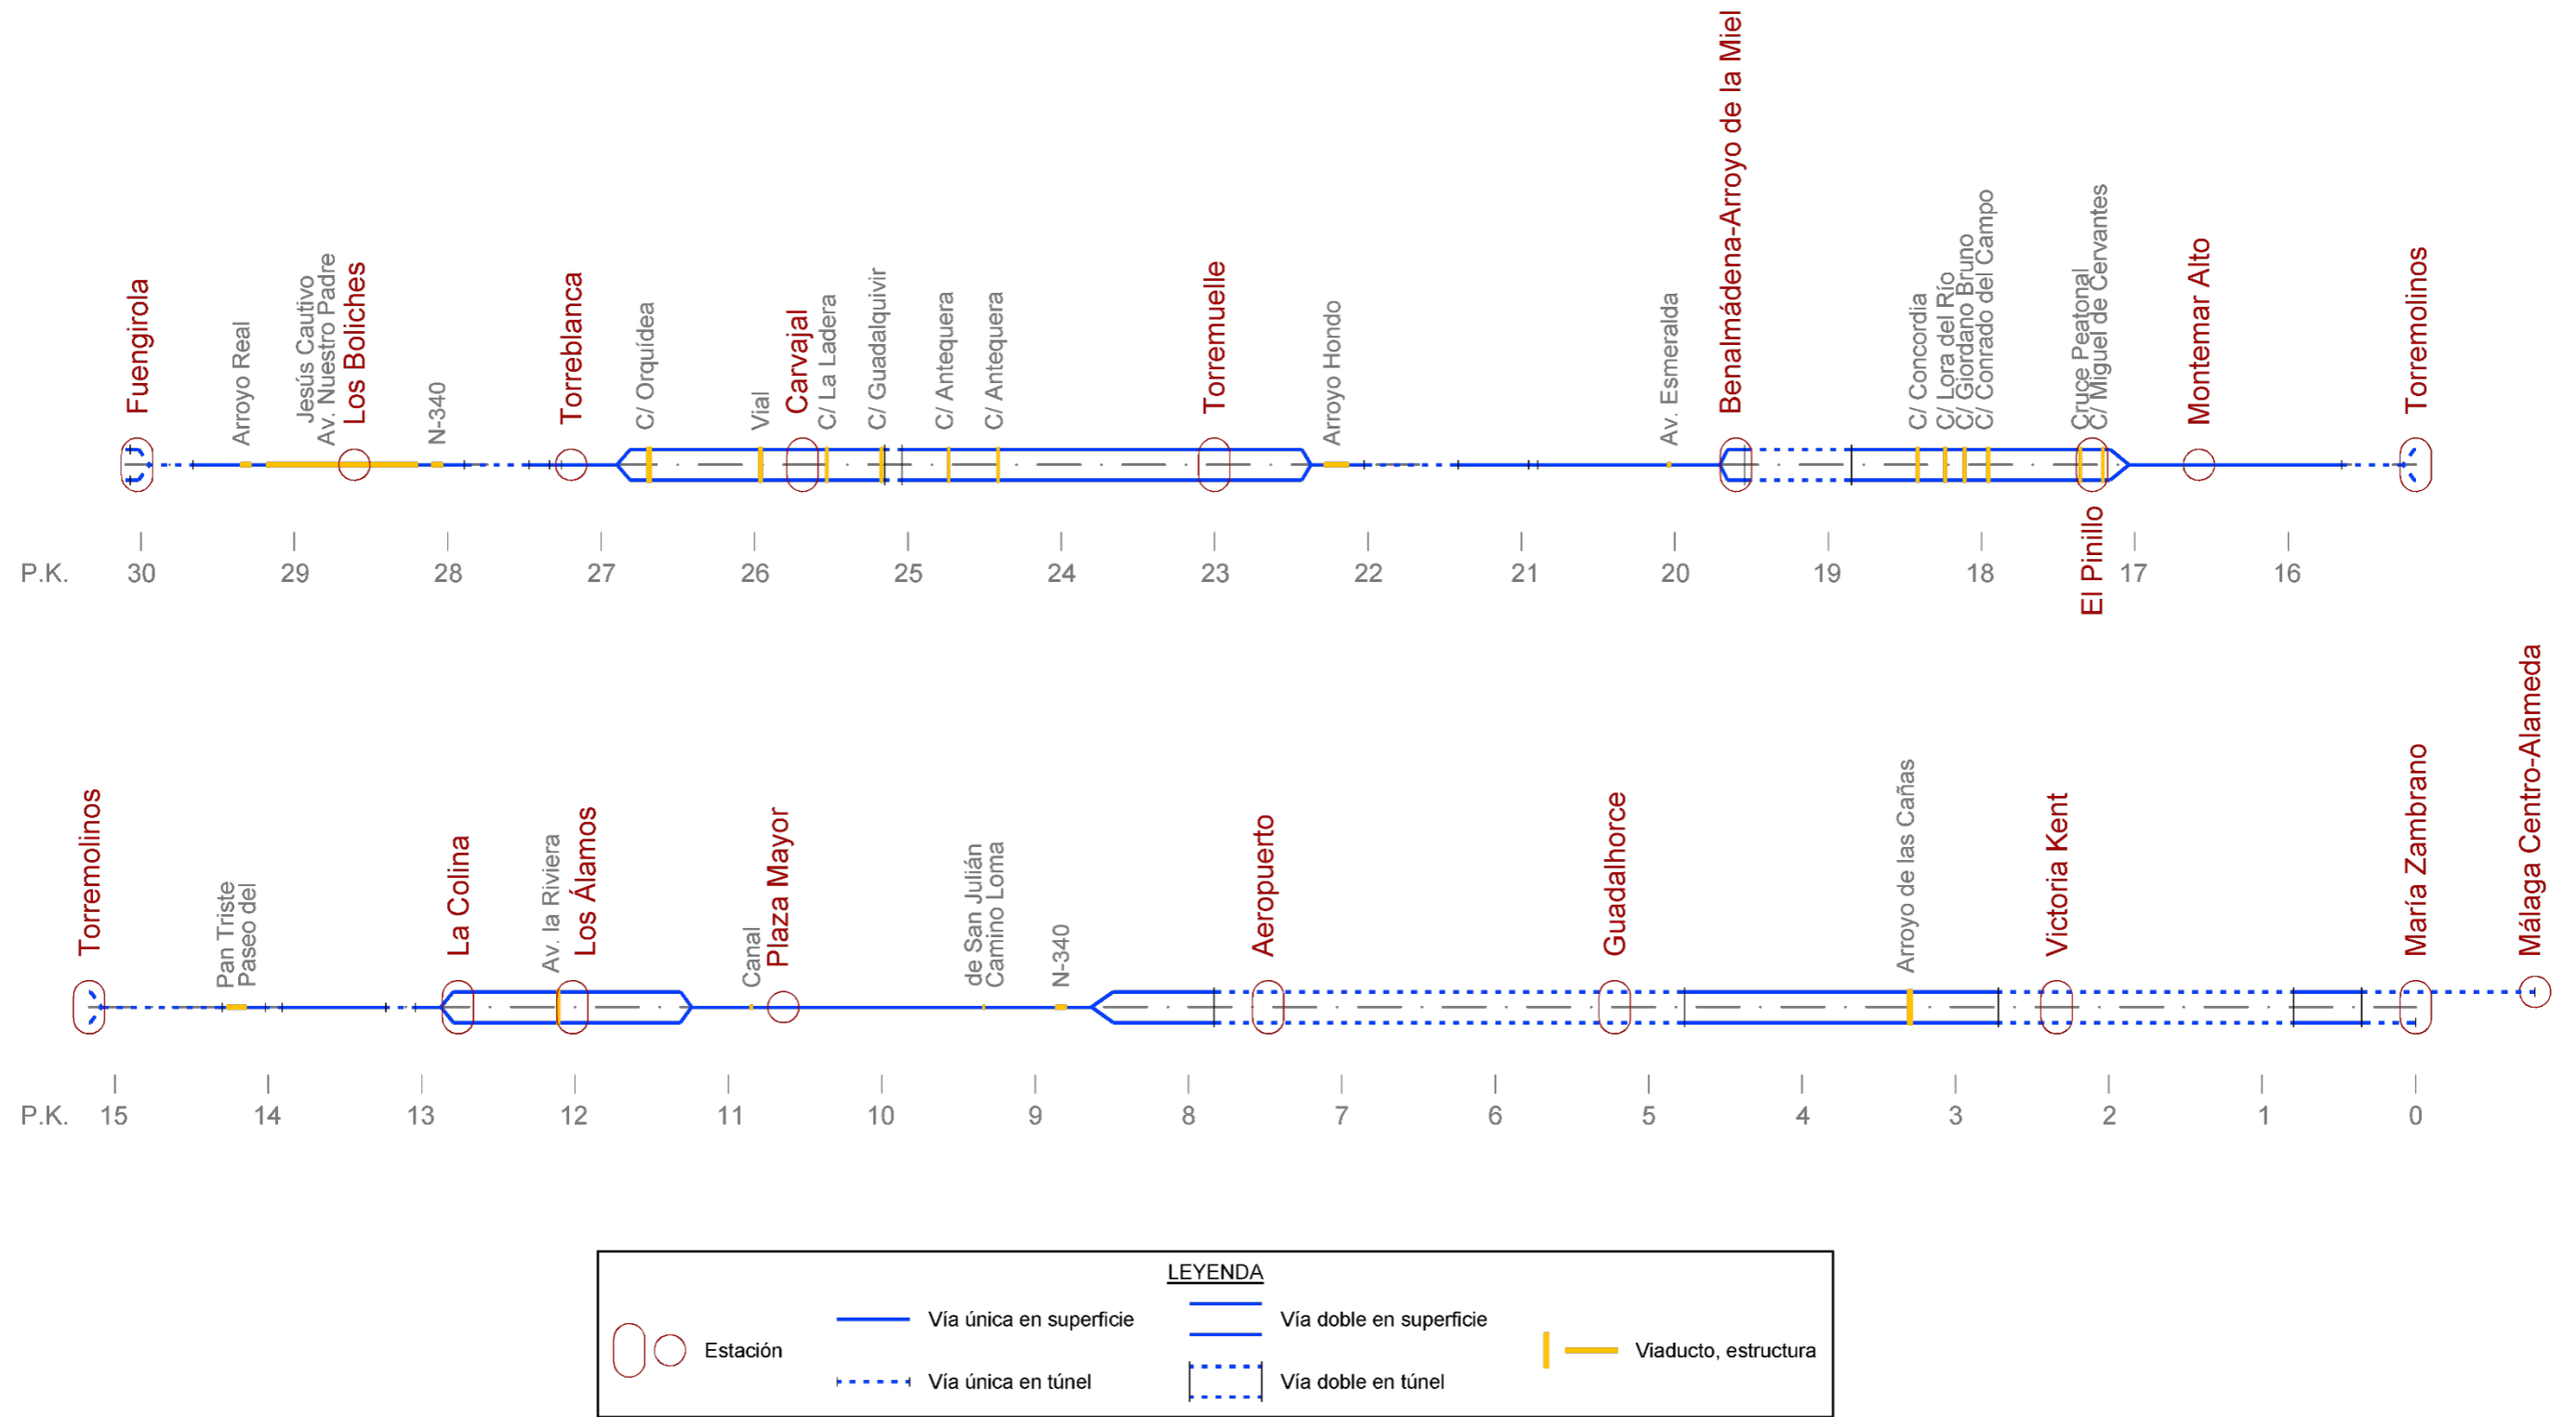 Fuengirola
Arroyo Real
Jesús Cautivo
Av. Nuestro Padre
Los Boliches
N-340
Torreblanca
C/ Orquídea
Vial
Carvajal
C/ La Ladera
C/ Guadalquivir
C/ Antequera
C/ Antequera
Torremuelle
Arroyo Hondo
Av. Esmeralda
Benalmádena-Arroyo de la Miel
C/ Concordia
C/ Lora del Río
C/ Giordano Bruno
C/ Conrado del Campo
Cruce Peatonal
C/ Miguel de Cervantes
El Pinillo
Montemar Alto
Torremolinos
P.K. 30 29 28 27 26 25 24 23 22 21 20 19 18 17 16
Torremolinos
Pan Triste
Paseo del
La Colina
Av. la Riviera
Los Álamos
Canal
Plaza Mayor
de San Julián
Camino Loma
N-340
Aeropuerto
Guadalhorce
Arroyo de las Cañas
Victoria Kent
María Zambrano
Málaga Centro-Alameda
P.K. 15 14 13 12 11 10 9 8 7 6 5 4 3 2 1 0
LEYENDA
Estación
Vía única en superficie
Vía única en túnel
Vía doble en superficie
Vía doble en túnel
Viaducto, estructura